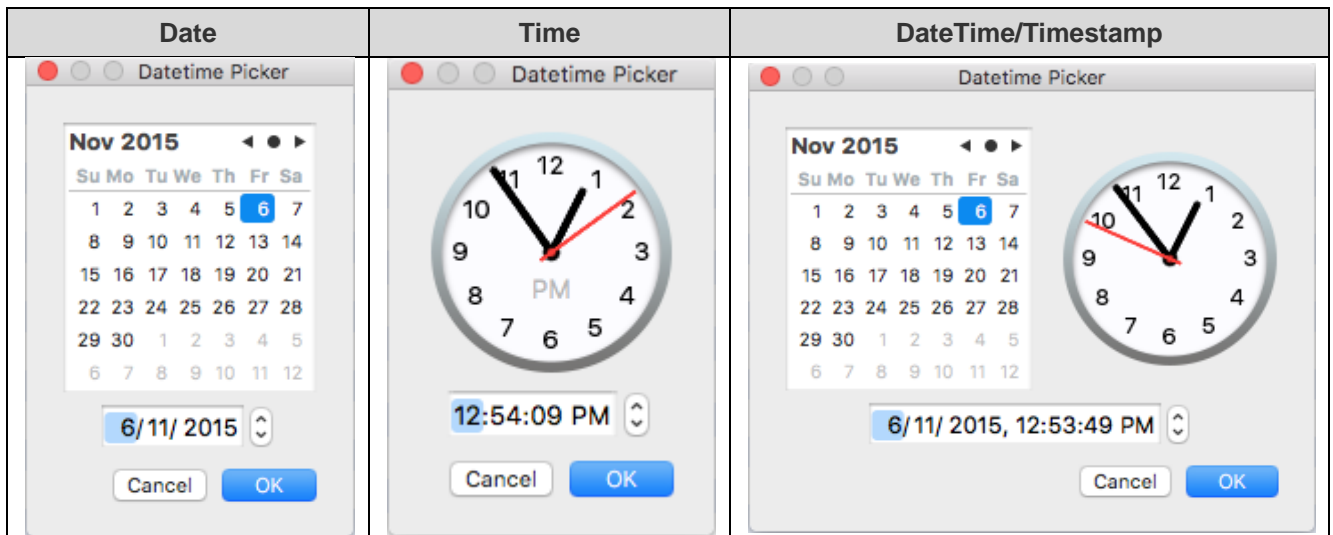 Date
Time
DateTime/Timestamp
Datetime Picker
Nov 2015
Su Mo Tu We Th Fr Sa
1 2 3 4 5 6 7
8 9 10 11 12 13 14
15 16 17 18 19 20 21
22 23 24 25 26 27 28
29 30 1 2 3 4 5
6 7 8 9 10 11 12
6/ 11/ 2015
Cancel OK
Datetime Picker
12
11 1
10 2
9 3
PM
8 4
7 5
6
12:54:09 PM
Cancel OK
Datetime Picker
Nov 2015
Su Mo Tu We Th Fr Sa
1 2 3 4 5 6 7
8 9 10 11 12 13 14
15 16 17 18 19 20 21
22 23 24 25 26 27 28
29 30 1 2 3 4 5
6 7 8 9 10 11 12
12
11 1
10 2
9 3
8 4
7 5
6
6/ 11/ 2015, 12:53:49 PM
Cancel OK